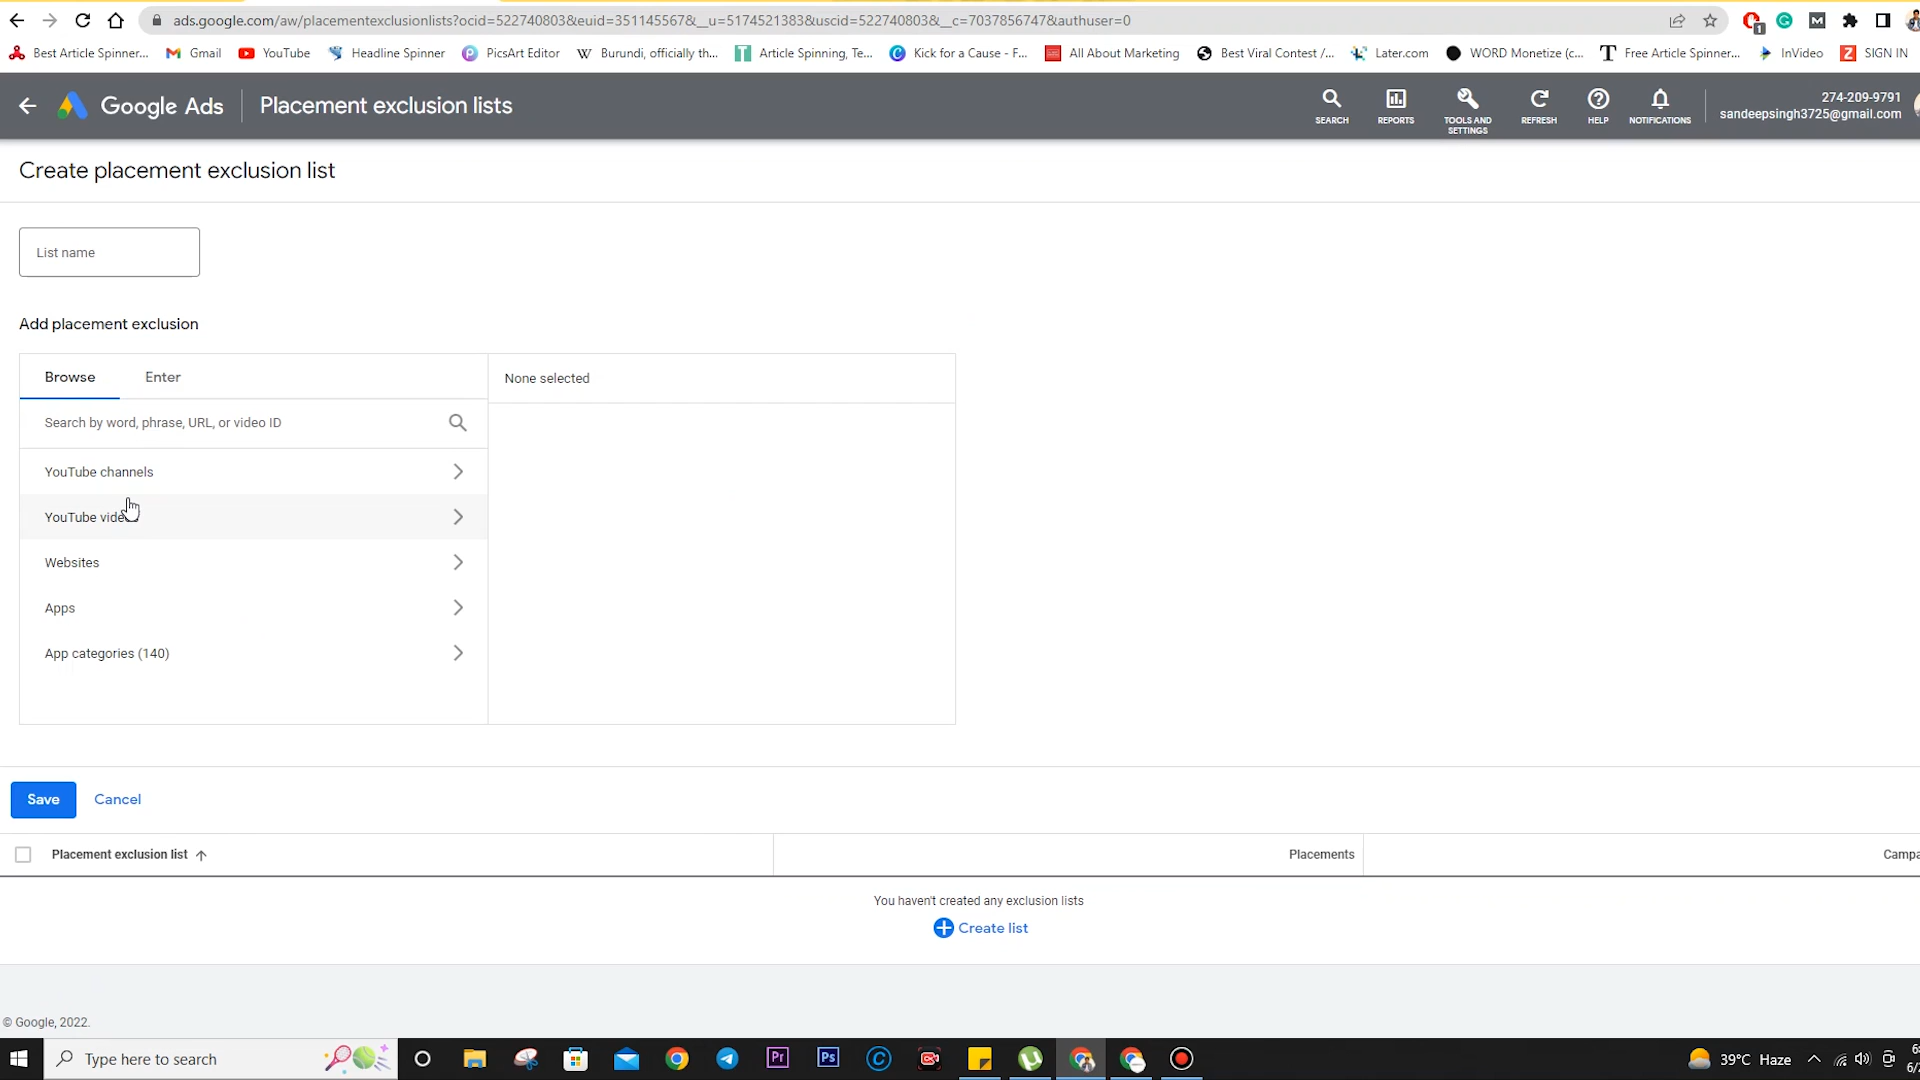 ads.google.com/aw/placementexclusionlists?ocid=522740803&euid=351145567&__u=5174521383&uscid=522740803&__c=7037856747&authuser=0
1
Best Article Spinner... Gmail YouTube Headline Spinner PicsArt Editor Burundi, officially th... Article Spinning, Te... Kick for a Cause - F... All About Marketing Best Viral Contest /... Later.com WORD Monetize (c... Free Article Spinner... InVideo SIGN IN
Google Ads Placement exclusion lists
SEARCH REPORTS TOOLS AND SETTINGS REFRESH HELP NOTIFICATIONS
274-209-9791
sandeepsingh3725@gmail.com
Create placement exclusion list
List name
Add placement exclusion
Browse Enter None selected
Search by word, phrase, URL, or video ID
YouTube channels
YouTube
Websites
Apps
App categories (140)
Save Cancel
Placement exclusion list Placements Campa
You haven't created any exclusion lists
Create list
© Google, 2022.
Type here to search
Pr Ps
39°C Haze